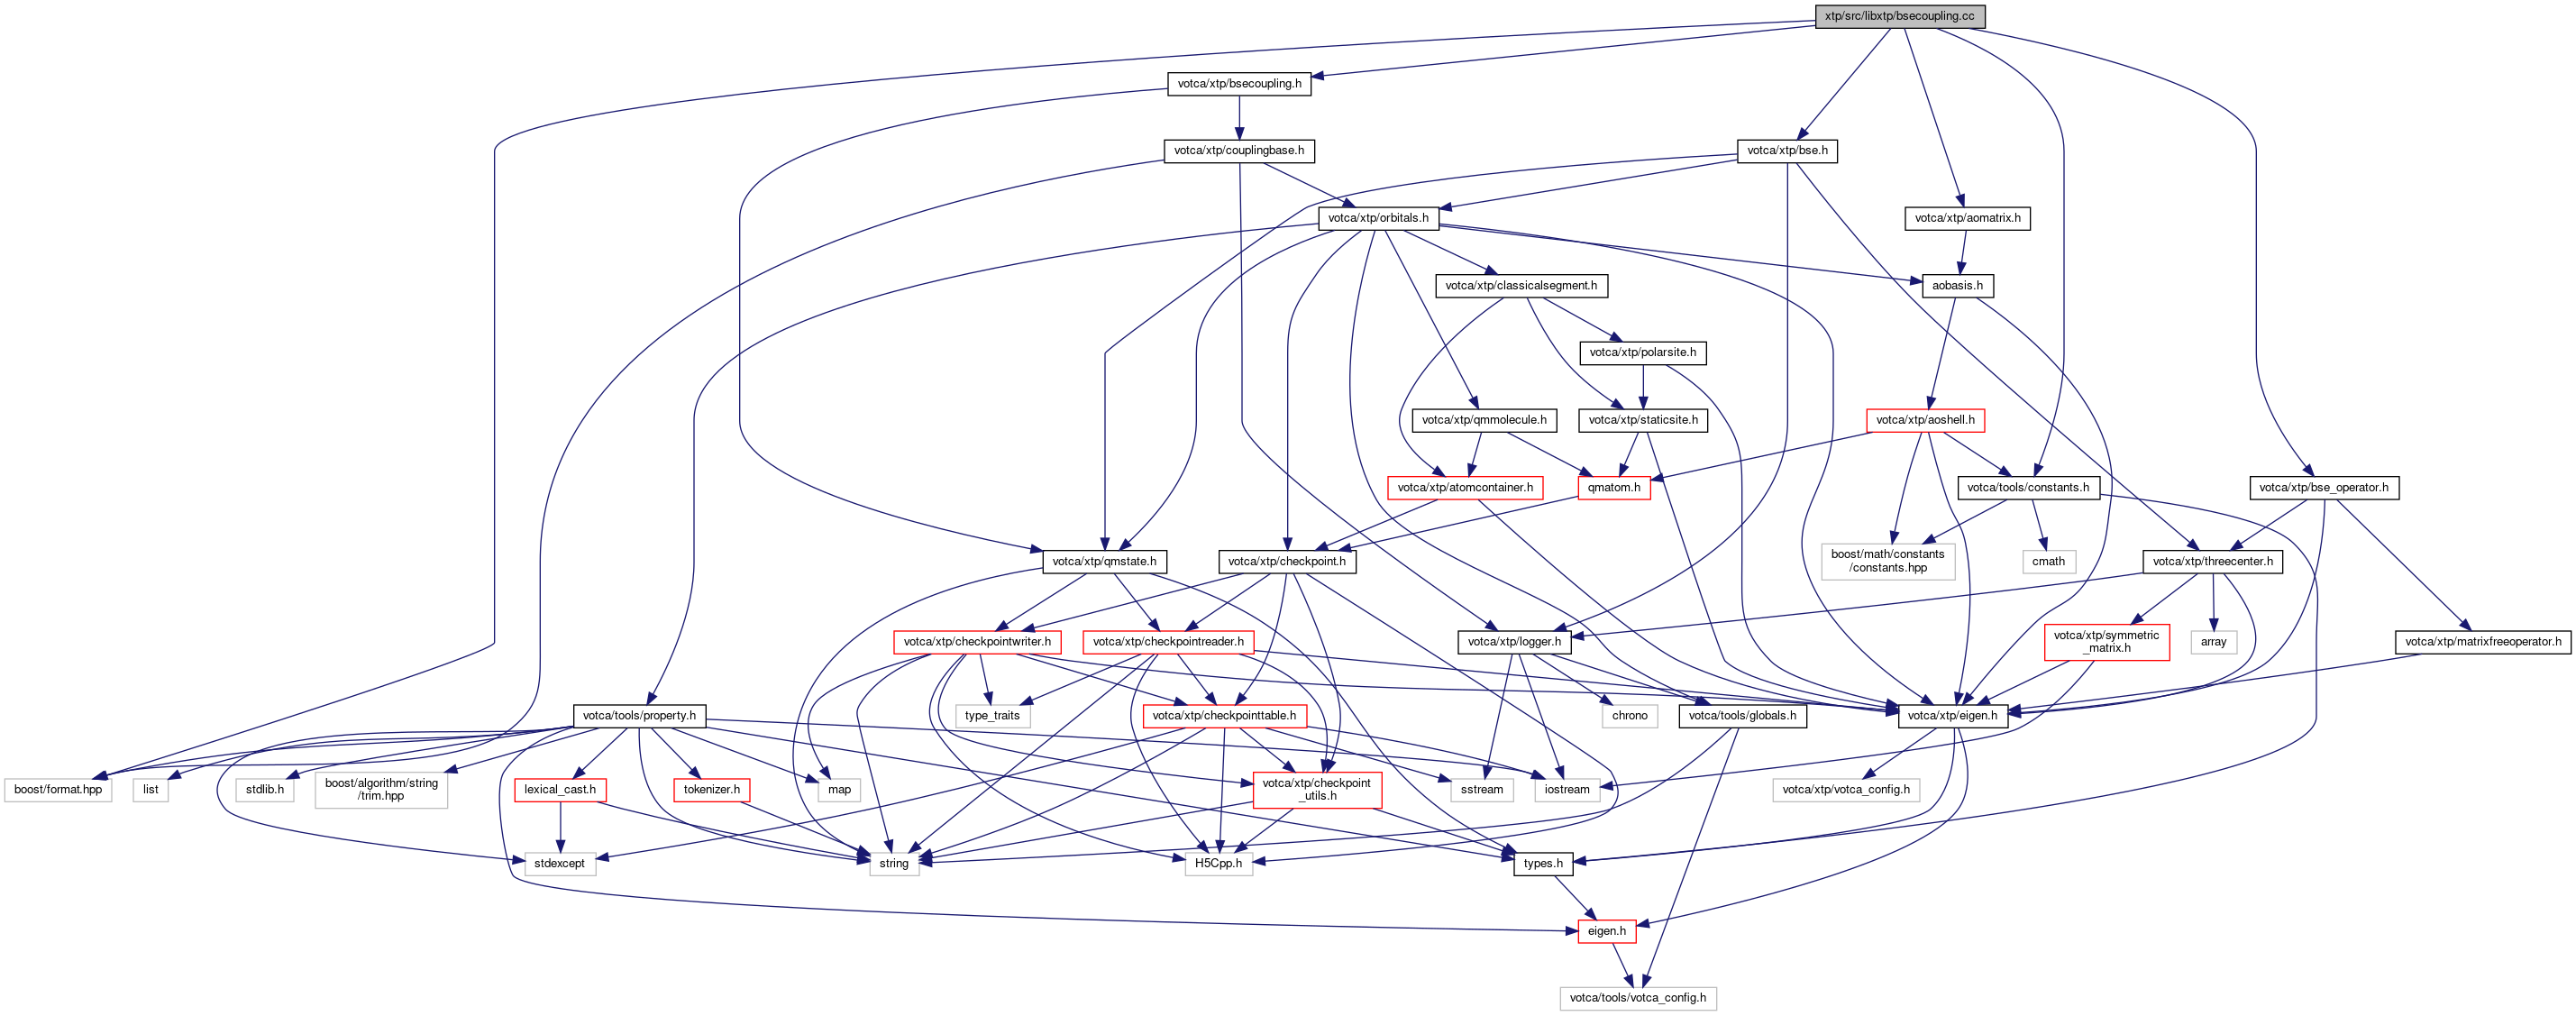 xtp/src/libxtp/bsecoupling.cc
votca/xtp/bsecoupling.h
votca/xtp/couplingbase.h
votca/xtp/bse.h
votca/xtp/orbitals.h
votca/xtp/aomatrix.h
votca/xtp/classicalsegment.h
aobasis.h
votca/xtp/polarsite.h
votca/xtp/qmmolecule.h
votca/xtp/staticsite.h
votca/xtp/aoshell.h
votca/xtp/atomcontainer.h
qmatom.h
votca/tools/constants.h
votca/xtp/bse_operator.h
votca/xtp/qmstate.h
votca/xtp/checkpoint.h
boost/math/constants
/constants.hpp
cmath
votca/xtp/threecenter.h
votca/xtp/checkpointwriter.h
votca/xtp/checkpointreader.h
votca/xtp/logger.h
votca/xtp/symmetric
_matrix.h
array
votca/xtp/matrixfreeoperator.h
votca/tools/property.h
type_traits
votca/xtp/checkpointtable.h
chrono
votca/tools/globals.h
votca/xtp/eigen.h
boost/format.hpp
list
stdlib.h
boost/algorithm/string
/trim.hpp
lexical_cast.h
tokenizer.h
map
votca/xtp/checkpoint
_utils.h
sstream
iostream
votca/xtp/votca_config.h
stdexcept
string
H5Cpp.h
types.h
eigen.h
votca/tools/votca_config.h